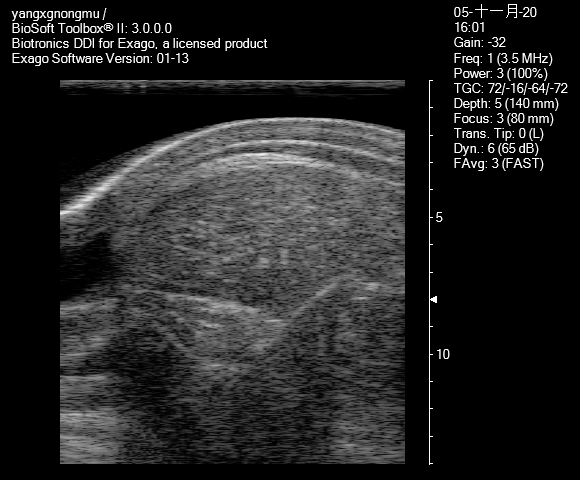 yangxgnongmu /
BioSoft Toolbox® II: 3.0.0.0
Biotronics DDI for Exago, a licensed product
Exago Software Version: 01-13
05-十一月-20
16:01
Gain: -32
Freq: 1 (3.5 MHz)
Power: 3 (100%)
TGC: 72/-16/-64/-72
Depth: 5 (140 mm)
Focus: 3 (80 mm)
Trans. Tip: 0 (L)
Dyn.: 6 (65 dB)
FAvg: 3 (FAST)
5
10